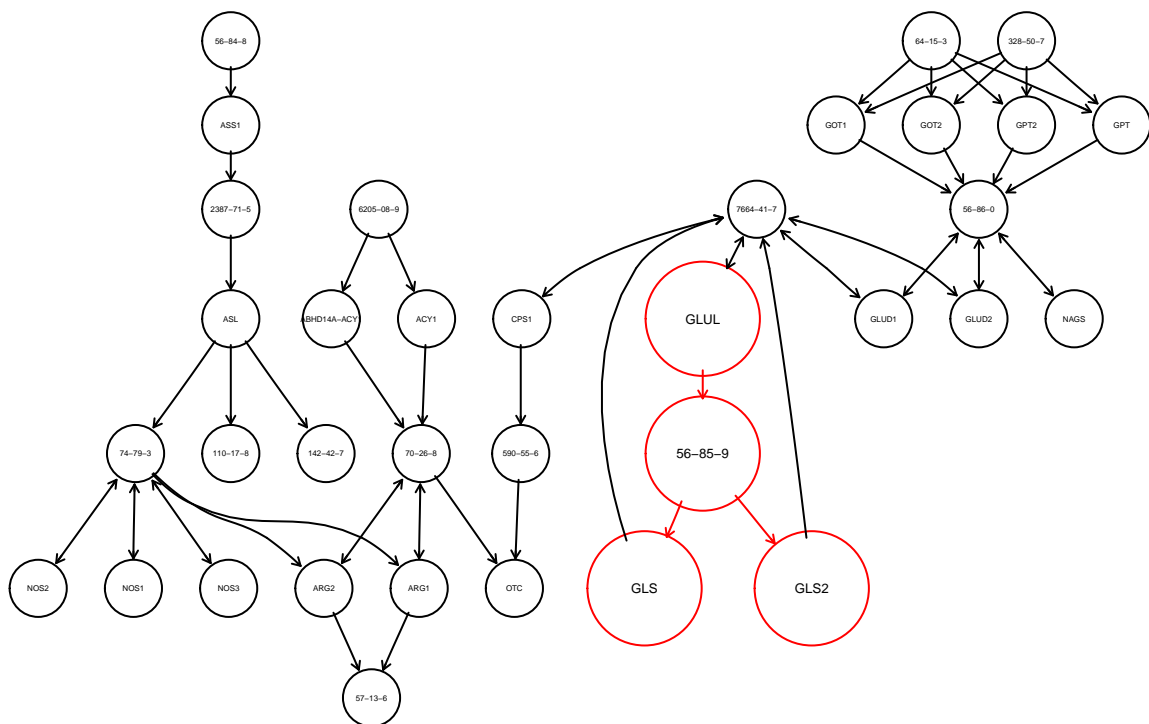 56−84−8
64−15−3
328−50−7
ASS1
GOT1
GOT2
GPT2
GPT
2387−71−5
6205−08−9
7664−41−7
56−86−0
ASL
ABHD14A−ACY
ACY1
CPS1
GLUL
GLUD1
GLUD2
NAGS
74−79−3
110−17−8
142−42−7
70−26−8
590−55−6
56−85−9
NOS2
NOS1
NOS3
ARG2
ARG1
OTC
GLS
GLS2
57−13−6